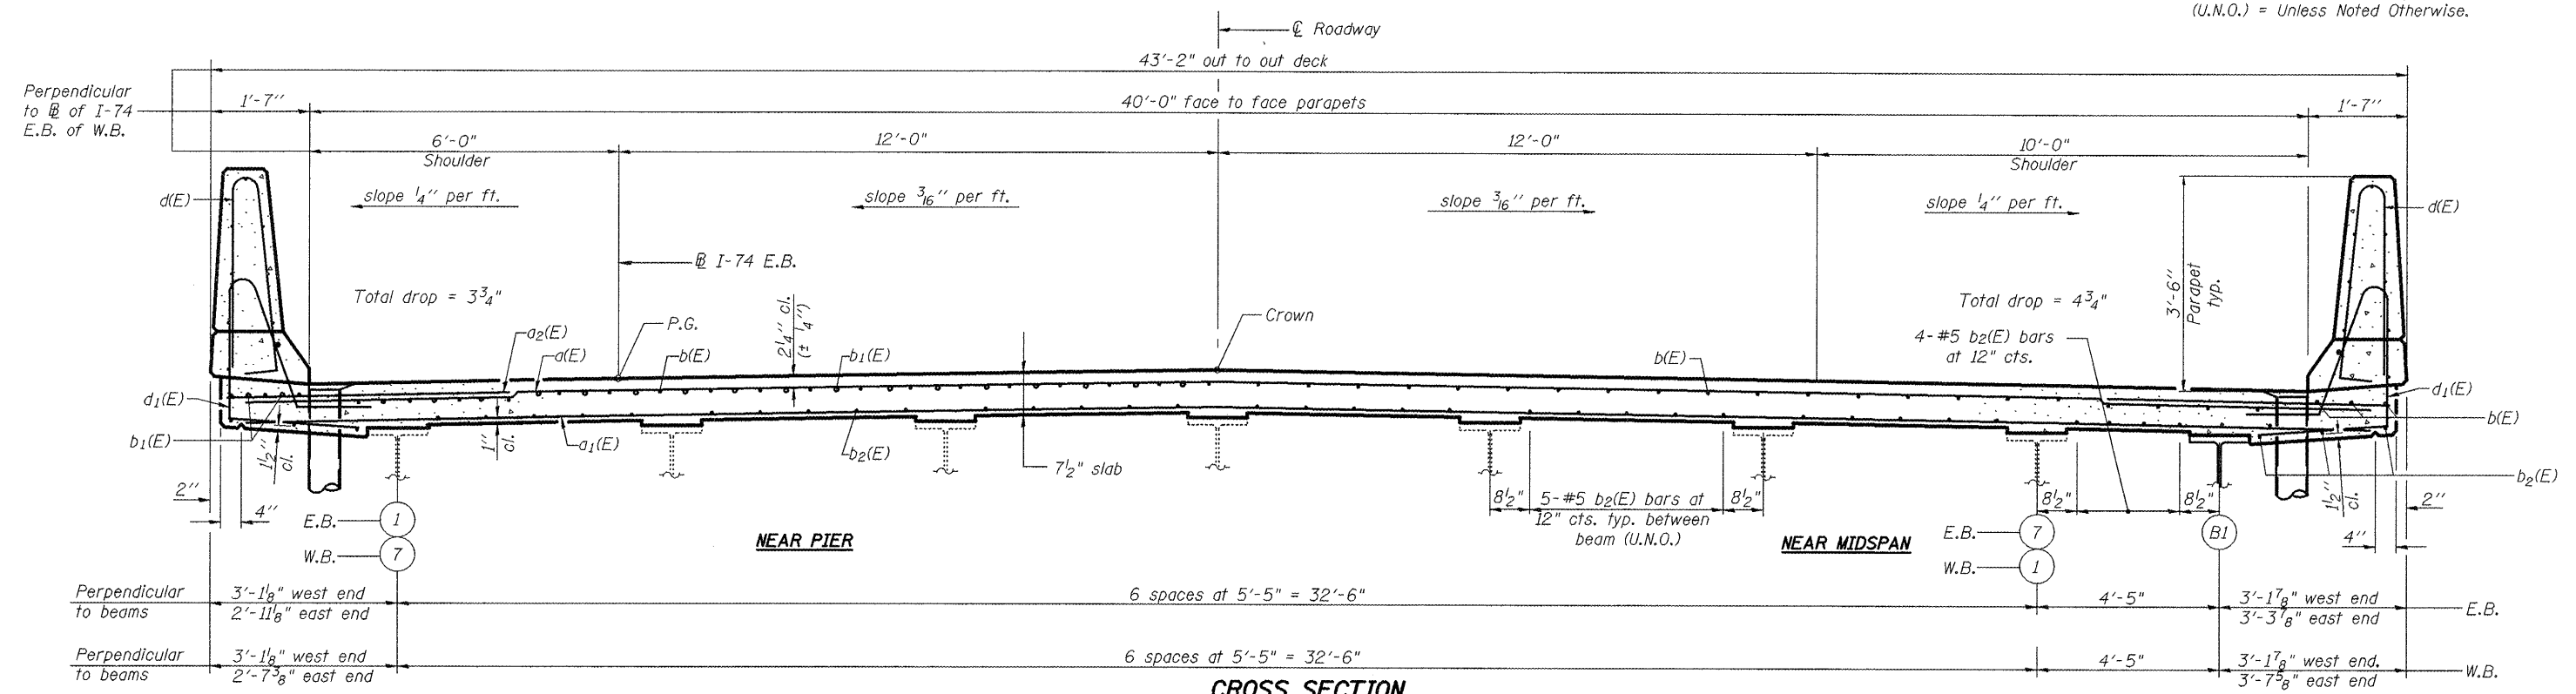 (U.N.O.) = Unless Noted Otherwise.
℄ Roadway
43'-2" out to out deck
Perpendicular
to ⅊ of I-74
E.B. of W.B.
1'-7"
40'-0" face to face parapets
1'-7"
6'-0"
Shoulder
12'-0"
12'-0"
10'-0"
Shoulder
d(E)
slope 1/4" per ft.
slope 3/16" per ft.
slope 3/16" per ft.
slope 1/4" per ft.
d(E)
⅊ I-74 E.B.
Total drop = 3 3/4"
2 1/4" cl.
(± 1/4")
P.G.
Crown
Total drop = 4 3/4"
3'-6"
Parapet
typ.
4-#5 b2(E) bars
at 12" cts.
a2(E)
a(E)
b(E)
b1(E)
b(E)
d1(E)
d1(E)
b(E)
b1(E)
1 1/2"
cl.
1"
cl.
a1(E)
b2(E)
7 1/2" slab
b2(E)
1 1/2"
cl.
2"
4"
8 1/2"
5-#5 b2(E) bars at
12" cts. typ. between
beam (U.N.O.)
8 1/2"
8 1/2"
8 1/2"
2"
4"
E.B. 1
W.B. 7
NEAR PIER
NEAR MIDSPAN
E.B. 7
W.B. 1
B1
Perpendicular
to beams
3'-1 1/8" west end
2'-11 1/8" east end
6 spaces at 5'-5" = 32'-6"
4'-5"
3'-1 7/8" west end
3'-3 7/8" east end
E.B.
Perpendicular
to beams
3'-1 1/8" west end
2'-7 3/8" east end
6 spaces at 5'-5" = 32'-6"
4'-5"
3'-1 7/8" west end.
3'-7 5/8" east end
W.B.
CROSS SECTION